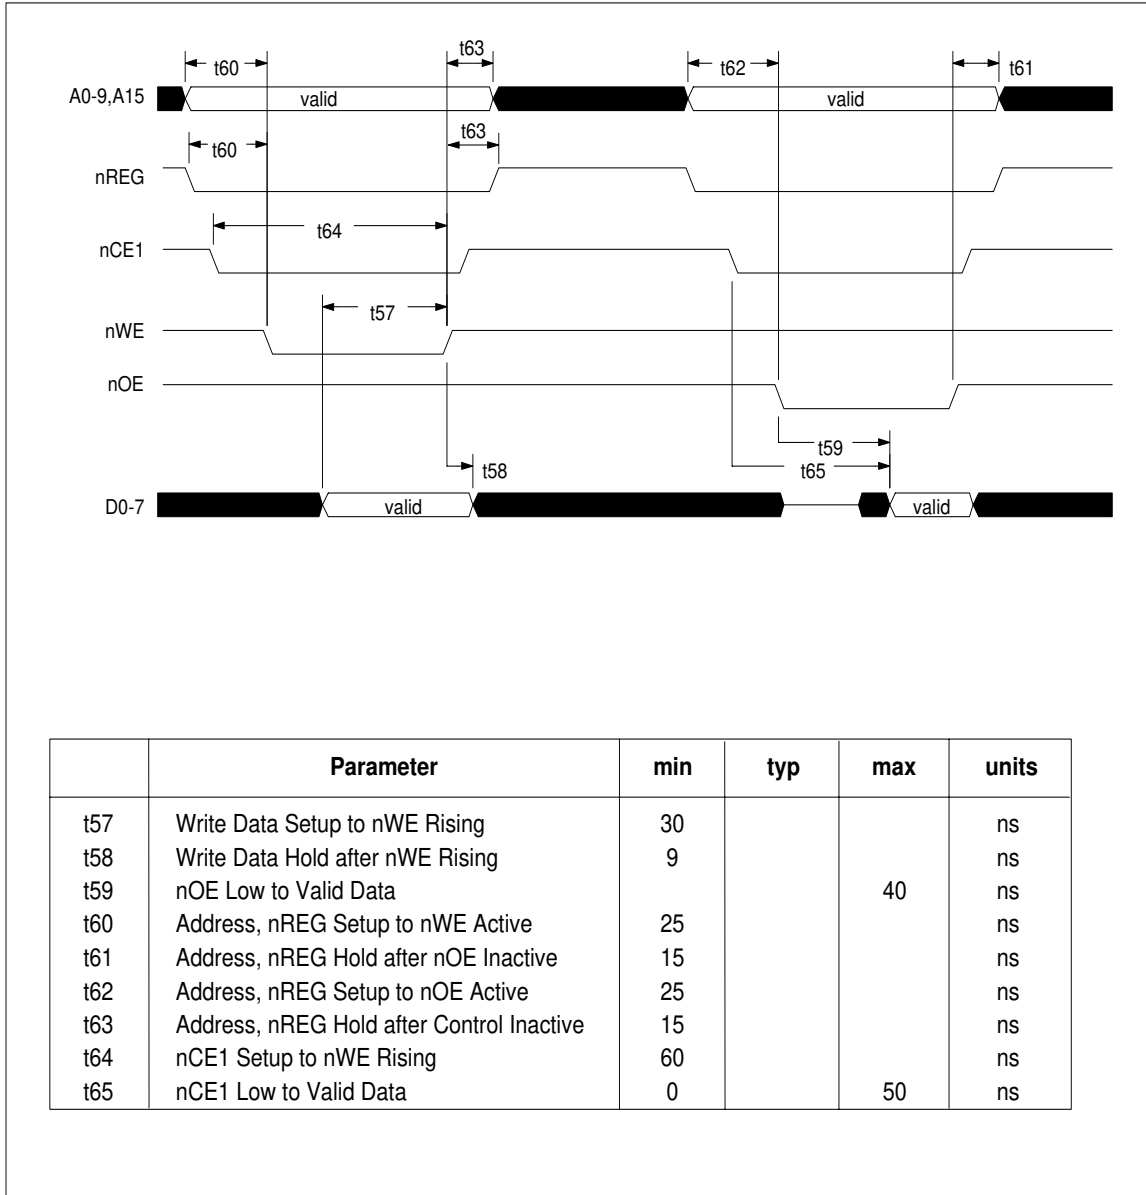 t60 t63 t62 t61
A0-9,A15 valid valid
t60 t63
nREG
t64
nCE1
t57
nWE
nOE
t59
t58 t65
D0-7 valid valid
Parameter min typ max units
t57 Write Data Setup to nWE Rising 30 ns
t58 Write Data Hold after nWE Rising 9 ns
t59 nOE Low to Valid Data 40 ns
t60 Address, nREG Setup to nWE Active 25 ns
t61 Address, nREG Hold after nOE Inactive 15 ns
t62 Address, nREG Setup to nOE Active 25 ns
t63 Address, nREG Hold after Control Inactive 15 ns
t64 nCE1 Setup to nWE Rising 60 ns
t65 nCE1 Low to Valid Data 0 50 ns